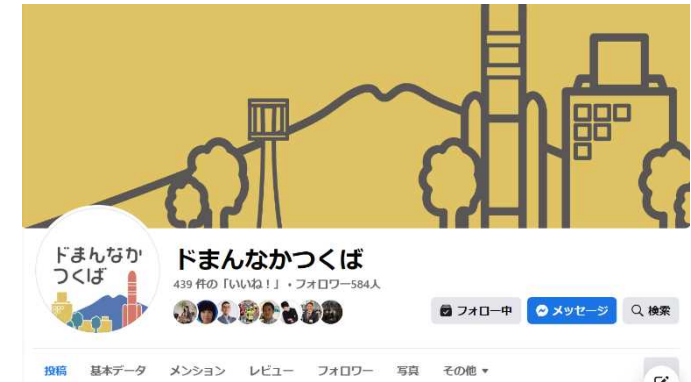 ドまんなか
つくば
ドまんなかつくば
439 件の「いいね！」・フォロワー584人
フォロー中
メッセージ
検索
投稿 基本データ メンション レビュー フォロワー 写真 その他